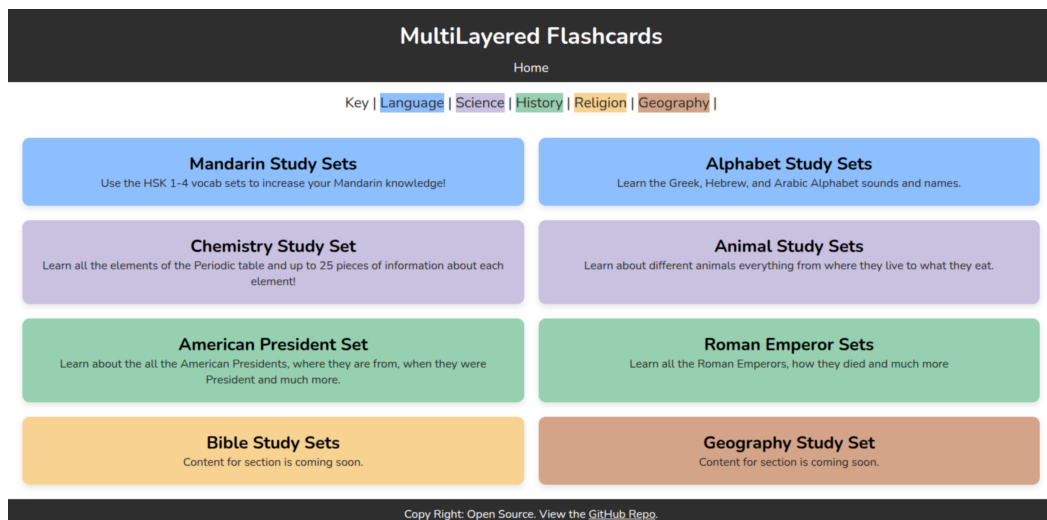 MultiLayered Flashcards
Home
Key | Language | Science | History | Religion | Geography |
Mandarin Study Sets
Use the HSK 1-4 vocab sets to increase your Mandarin knowledge!
Alphabet Study Sets
Learn the Greek, Hebrew, and Arabic Alphabet sounds and names.
Chemistry Study Set
Learn all the elements of the Periodic table and up to 25 pieces of information about each
element!
Animal Study Sets
Learn about different animals everything from where they live to what they eat.
American President Set
Learn about the all the American Presidents, where they are from, when they were
President and much more.
Roman Emperor Sets
Learn all the Roman Emperors, how they died and much more
Bible Study Sets
Content for section is coming soon.
Geography Study Set
Content for section is coming soon.
Copy Right: Open Source. View the GitHub Repo.